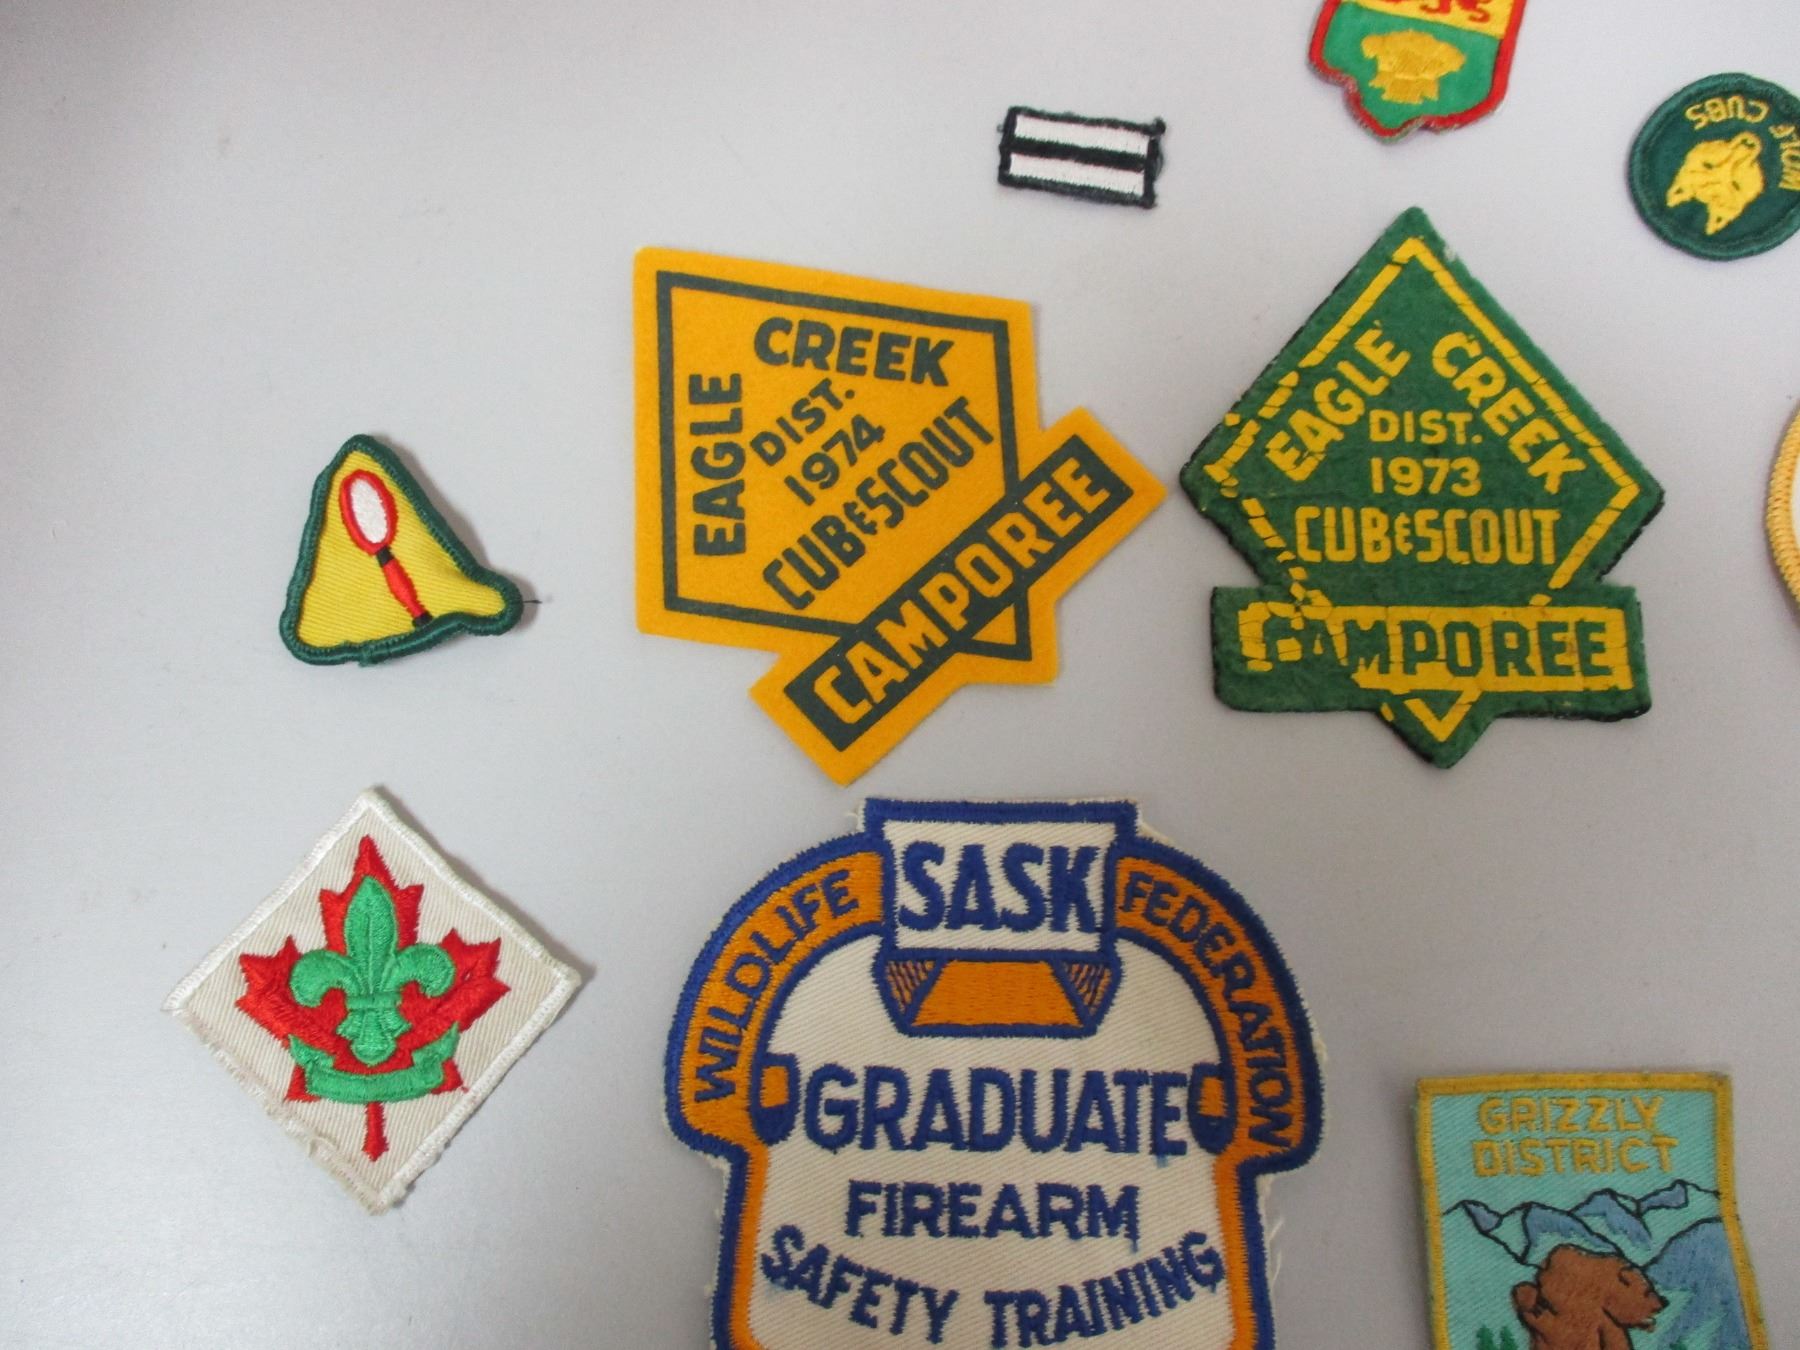 WOLF CUBS
EAGLE CREEK
DIST.
1974
CUB & SCOUT
CAMPOREE
EAGLE CREEK
DIST.
1973
CUB & SCOUT
CAMPOREE
SASK
WILDLIFE FEDERATION
GRADUATE
FIREARM
SAFETY TRAINING
GRIZZLY
DISTRICT